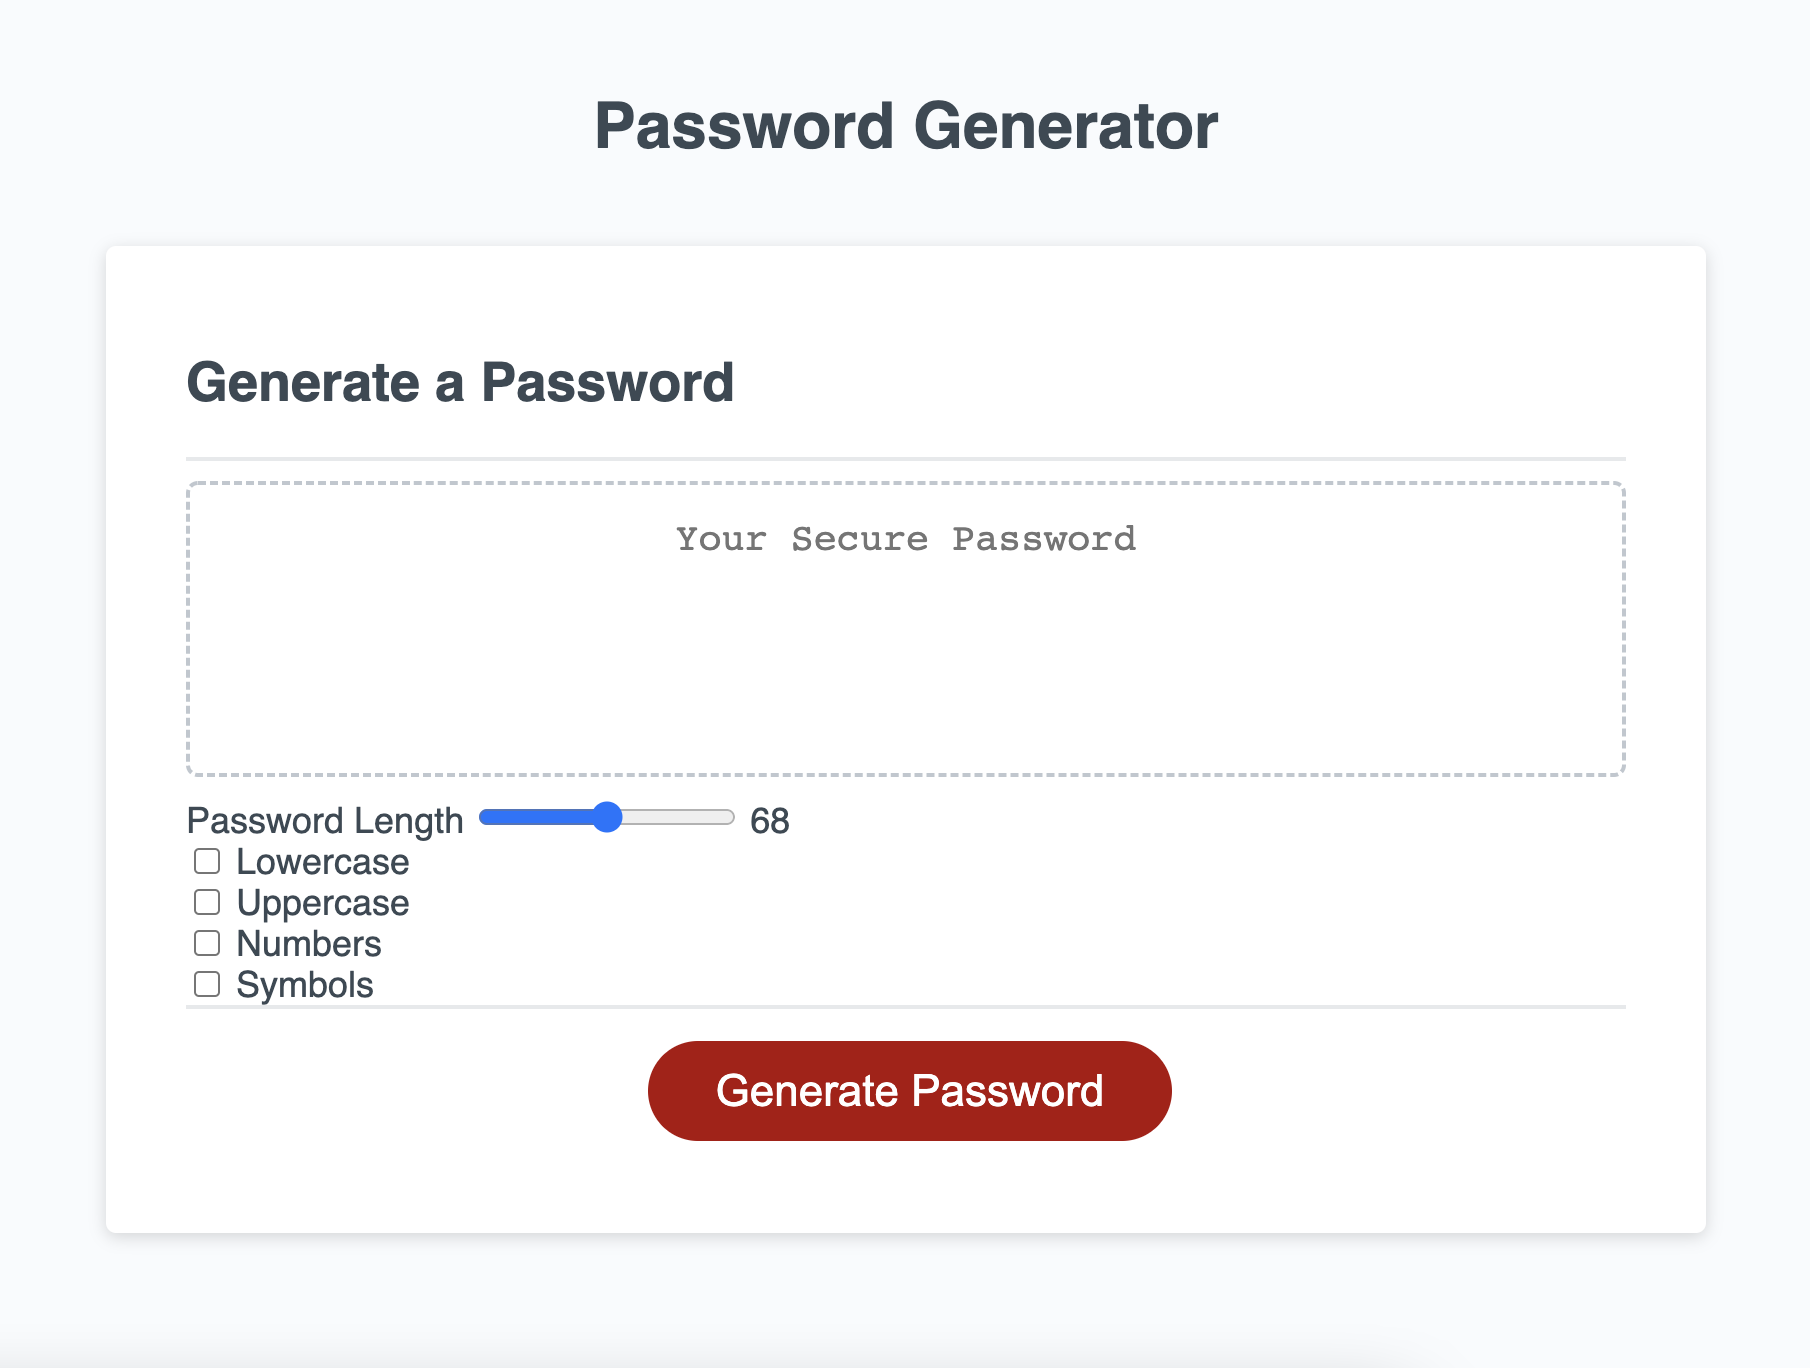 Password Generator
Generate a Password
Your Secure Password
Password Length 68
Lowercase
Uppercase
Numbers
Symbols
Generate Password